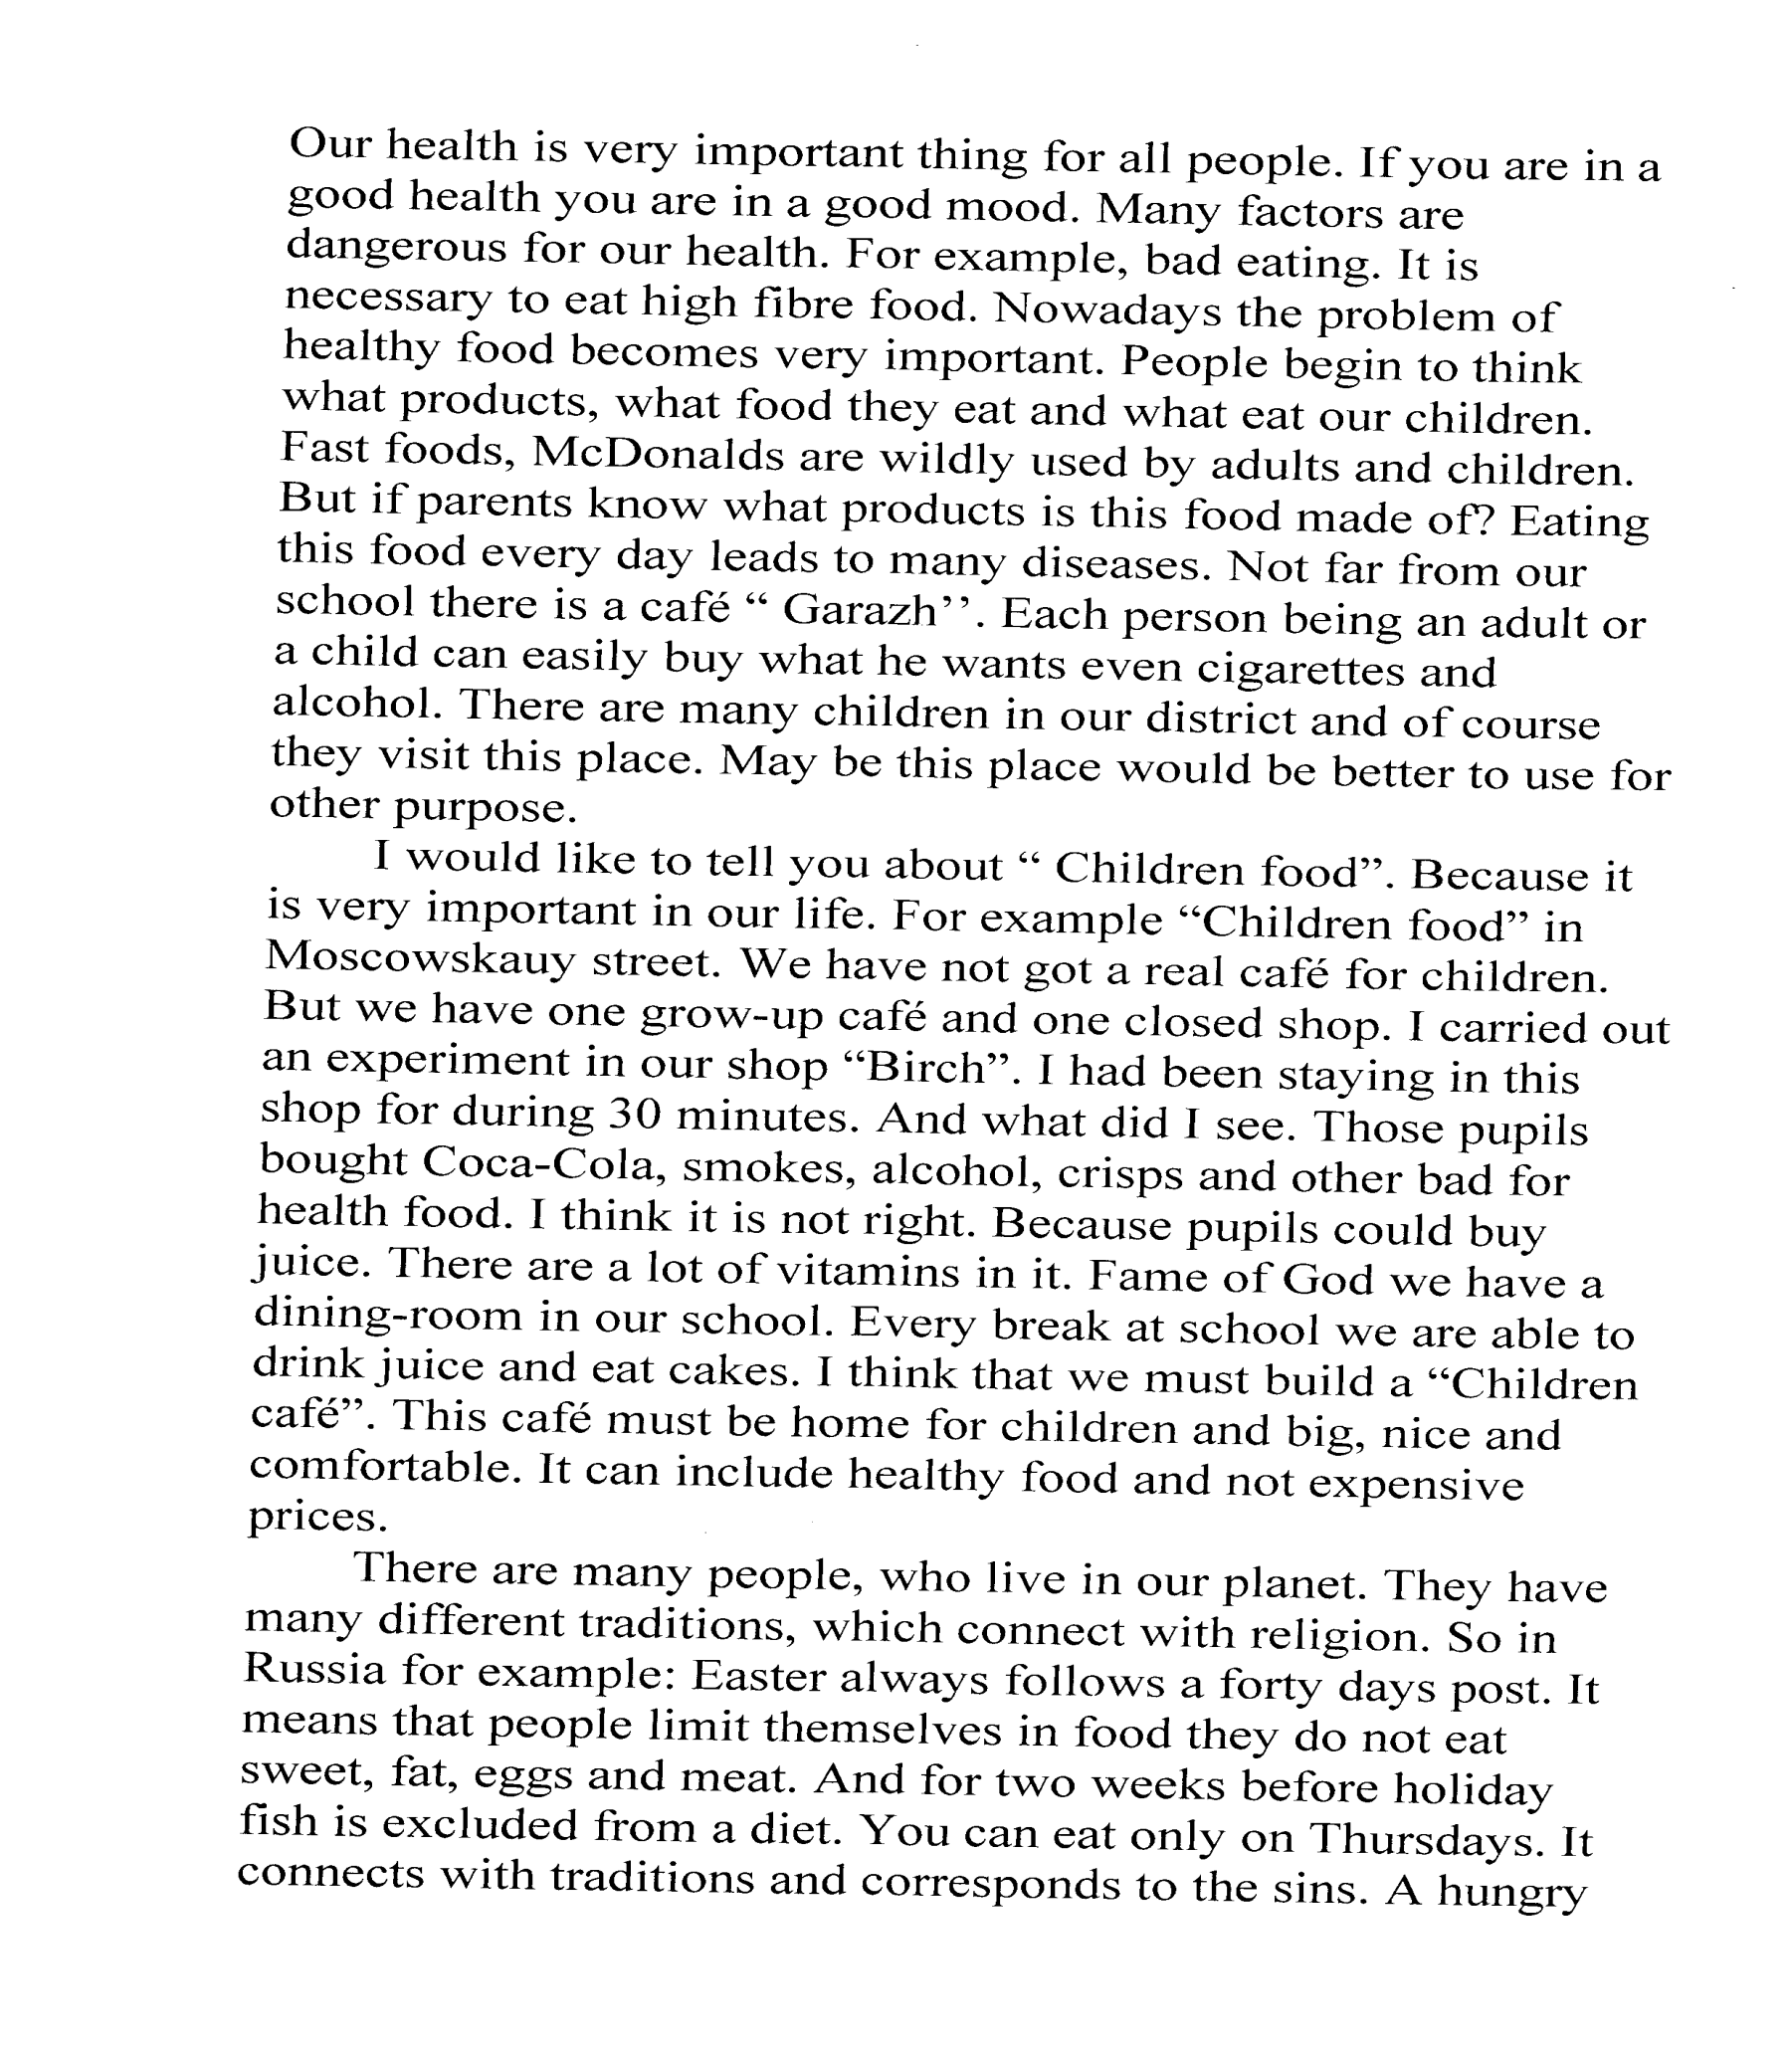 Our health is very important thing for all people. If you are in a
good health you are in a good mood. Many factors are
dangerous for our health. For example, bad eating. It is
necessary to eat high fibre food. Nowadays the problem of
healthy food becomes very important. People begin to think
what products, what food they eat and what eat our children.
Fast foods, McDonalds are wildly used by adults and children.
But if parents know what products is this food made of? Eating
this food every day leads to many diseases. Not far from our
school there is a café “ Garazh’’. Each person being an adult or
a child can easily buy what he wants even cigarettes and
alcohol. There are many children in our district and of course
they visit this place. May be this place would be better to use for
other purpose.
I would like to tell you about “ Children food”. Because it
is very important in our life. For example “Children food” in
Moscowskauy street. We have not got a real café for children.
But we have one grow-up café and one closed shop. I carried out
an experiment in our shop “Birch”. I had been staying in this
shop for during 30 minutes. And what did I see. Those pupils
bought Coca-Cola, smokes, alcohol, crisps and other bad for
health food. I think it is not right. Because pupils could buy
juice. There are a lot of vitamins in it. Fame of God we have a
dining-room in our school. Every break at school we are able to
drink juice and eat cakes. I think that we must build a “Children
café”. This café must be home for children and big, nice and
comfortable. It can include healthy food and not expensive
prices.
There are many people, who live in our planet. They have
many different traditions, which connect with religion. So in
Russia for example: Easter always follows a forty days post. It
means that people limit themselves in food they do not eat
sweet, fat, eggs and meat. And for two weeks before holiday
fish is excluded from a diet. You can eat only on Thursdays. It
connects with traditions and corresponds to the sins. A hungry